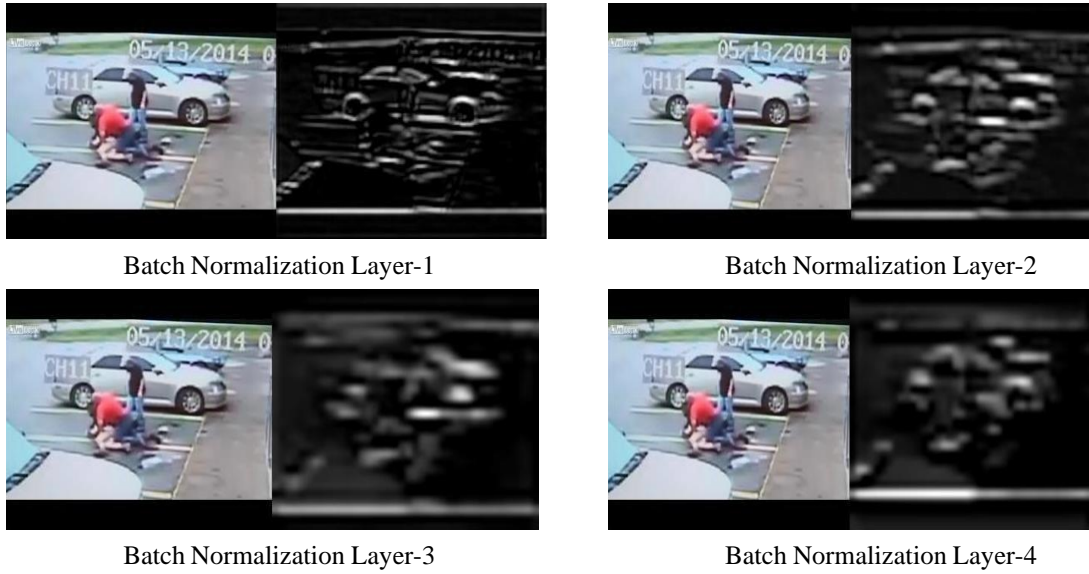 05/13/2014 0
CH11
05/13/2014 0
CH11
Batch Normalization Layer-1
Batch Normalization Layer-2
05/13/2014 0
CH11
05/13/2014 0
CH11
Batch Normalization Layer-3
Batch Normalization Layer-4